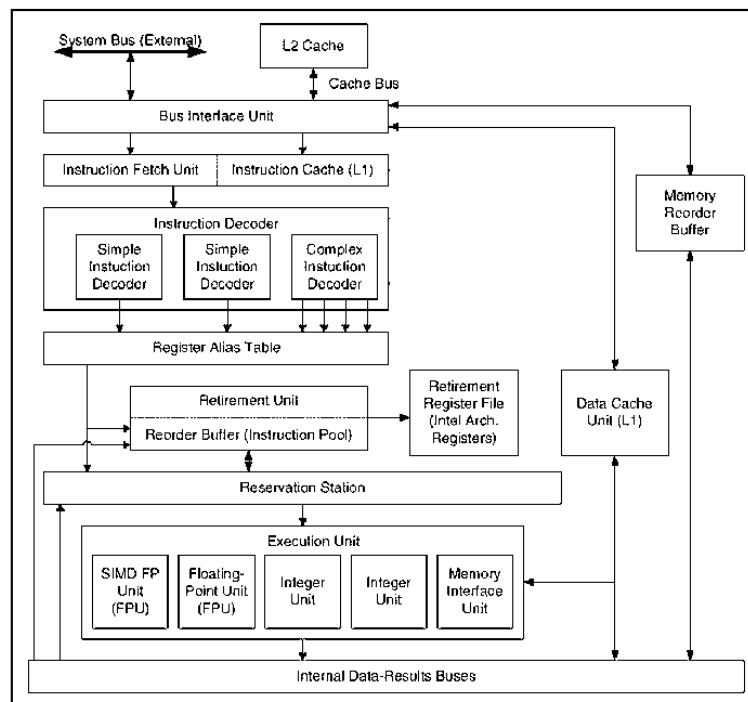 System Bus (External)
L2 Cache
Cache Bus
Bus Interface Unit
Instruction Fetch Unit
Instruction Cache (L1)
Instruction Decoder
Simple
Instuction
Decoder
Simple
Instuction
Decoder
Complex
Instuction
Decoder
Memory
Reorder
Buffer
Register Alias Table
Retirement Unit
Reorder Buffer (Instruction Pool)
Retirement
Register File
(Intel Arch.
Registers)
Data Cache
Unit (L1)
Reservation Station
Execution Unit
SIMD FP
Unit
(FPU)
Floating-
Point Unit
(FPU)
Integer
Unit
Integer
Unit
Memory
Interface
Unit
Internal Data-Results Buses